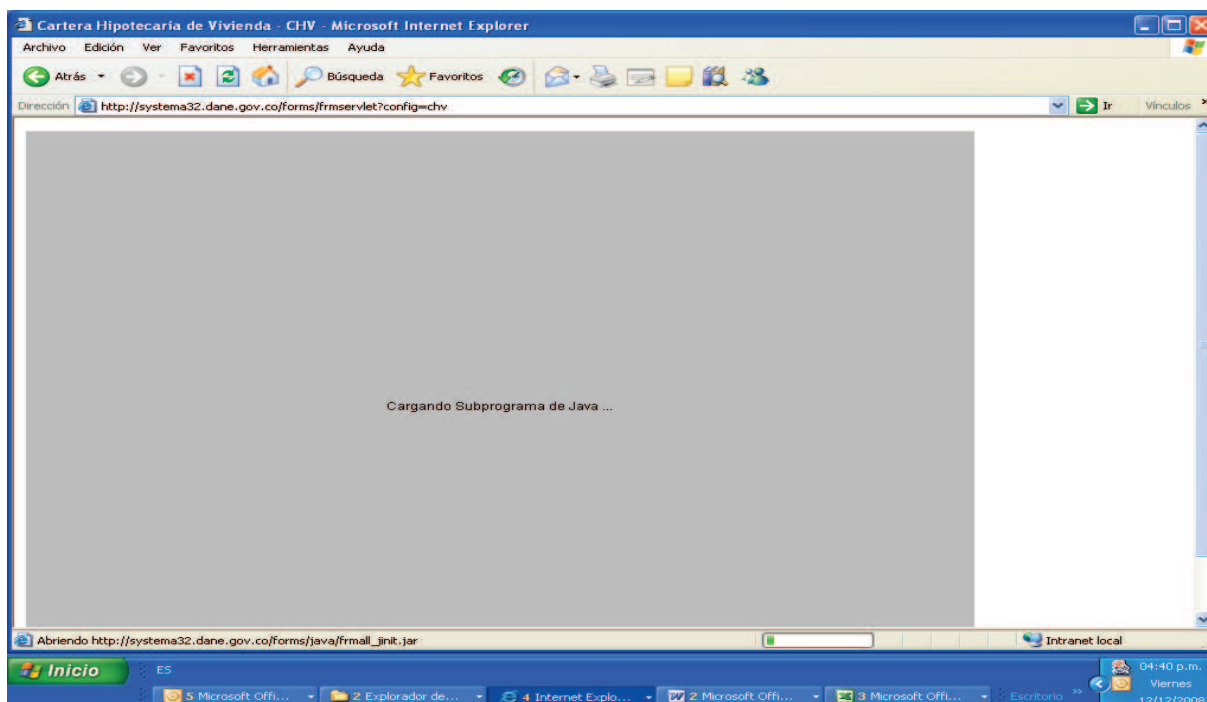 Cartera Hipotecaria de Vivienda - CHV - Microsoft Internet Explorer
Archivo Edición Ver Favoritos Herramientas Ayuda
Atrás Búsqueda Favoritos
Dirección http://systema32.dane.gov.co/forms/frmservlet?config=chv Ir Vínculos »
Cargando Subprograma de Java ...
Abriendo http://systema32.dane.gov.co/forms/java/frmall_jinit.jar Intranet local
Inicio ES 04:40 p.m.
Viernes
5 Microsoft Offi... 2 Explorador de... 4 Internet Explo... 2 Microsoft Offi... 3 Microsoft Offi... Escritorio »
12/12/2008